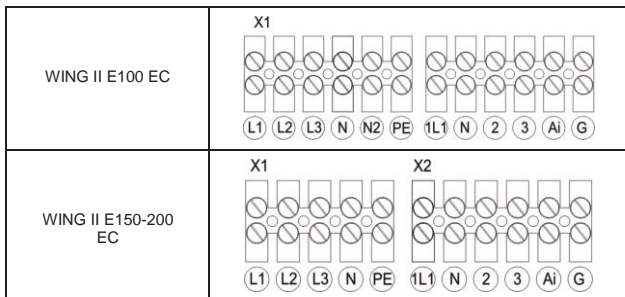 X1
WING II E100 EC
L1 L2 L3 N N2 PE 1L1 N 2 3 Ai G
X1 X2
WING II E150-200
EC
L1 L2 L3 N PE 1L1 N 2 3 Ai G